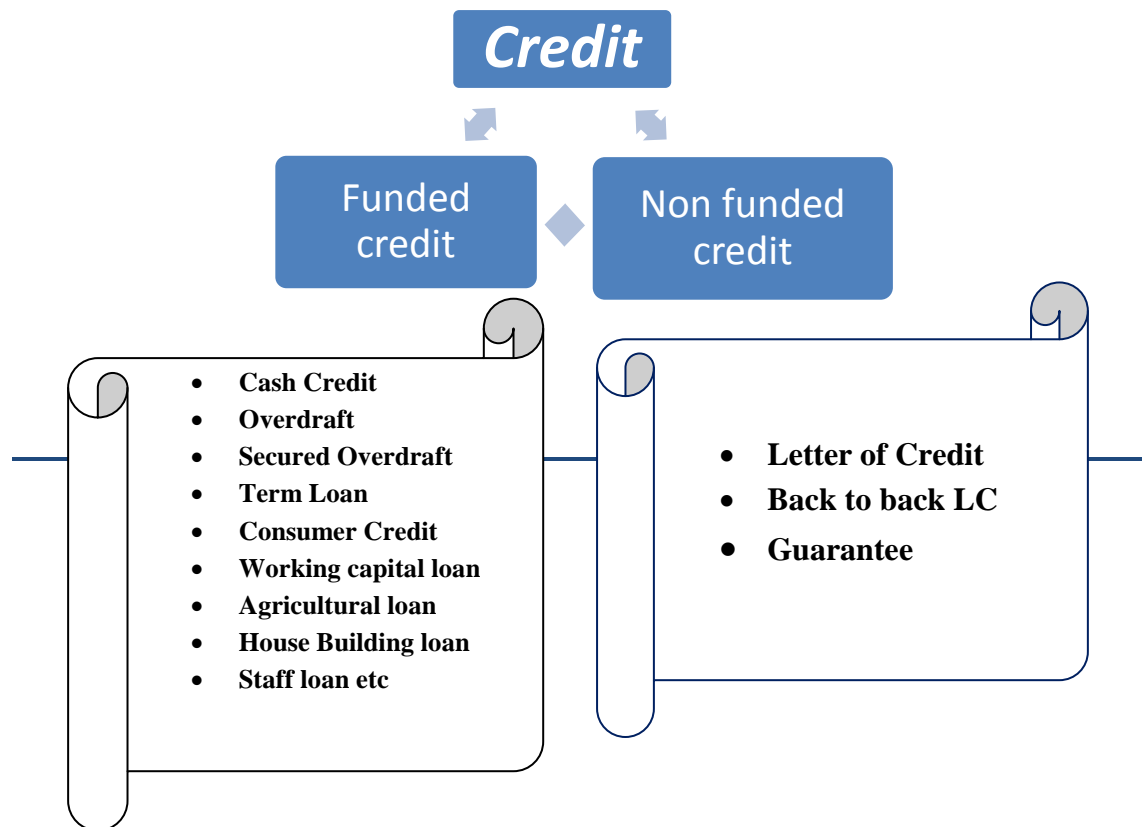 Credit
Funded
credit
Non funded
credit
• Cash Credit
• Overdraft
• Secured Overdraft
• Term Loan
• Consumer Credit
• Working capital loan
• Agricultural loan
• House Building loan
• Staff loan etc
• Letter of Credit
• Back to back LC
• Guarantee